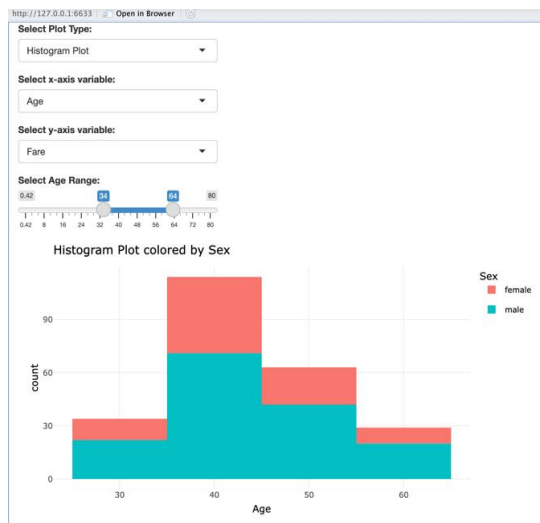 http://127.0.0.1:6633 Open in Browser
Select Plot Type:
Histogram Plot
Select x-axis variable:
Age
Select y-axis variable:
Fare
Select Age Range:
0.42 34 64 80
0.42 8 16 24 32 40 48 56 64 72 80
Histogram Plot colored by Sex
Sex
female
male
90
60
30
0
count
30 40 50 60
Age